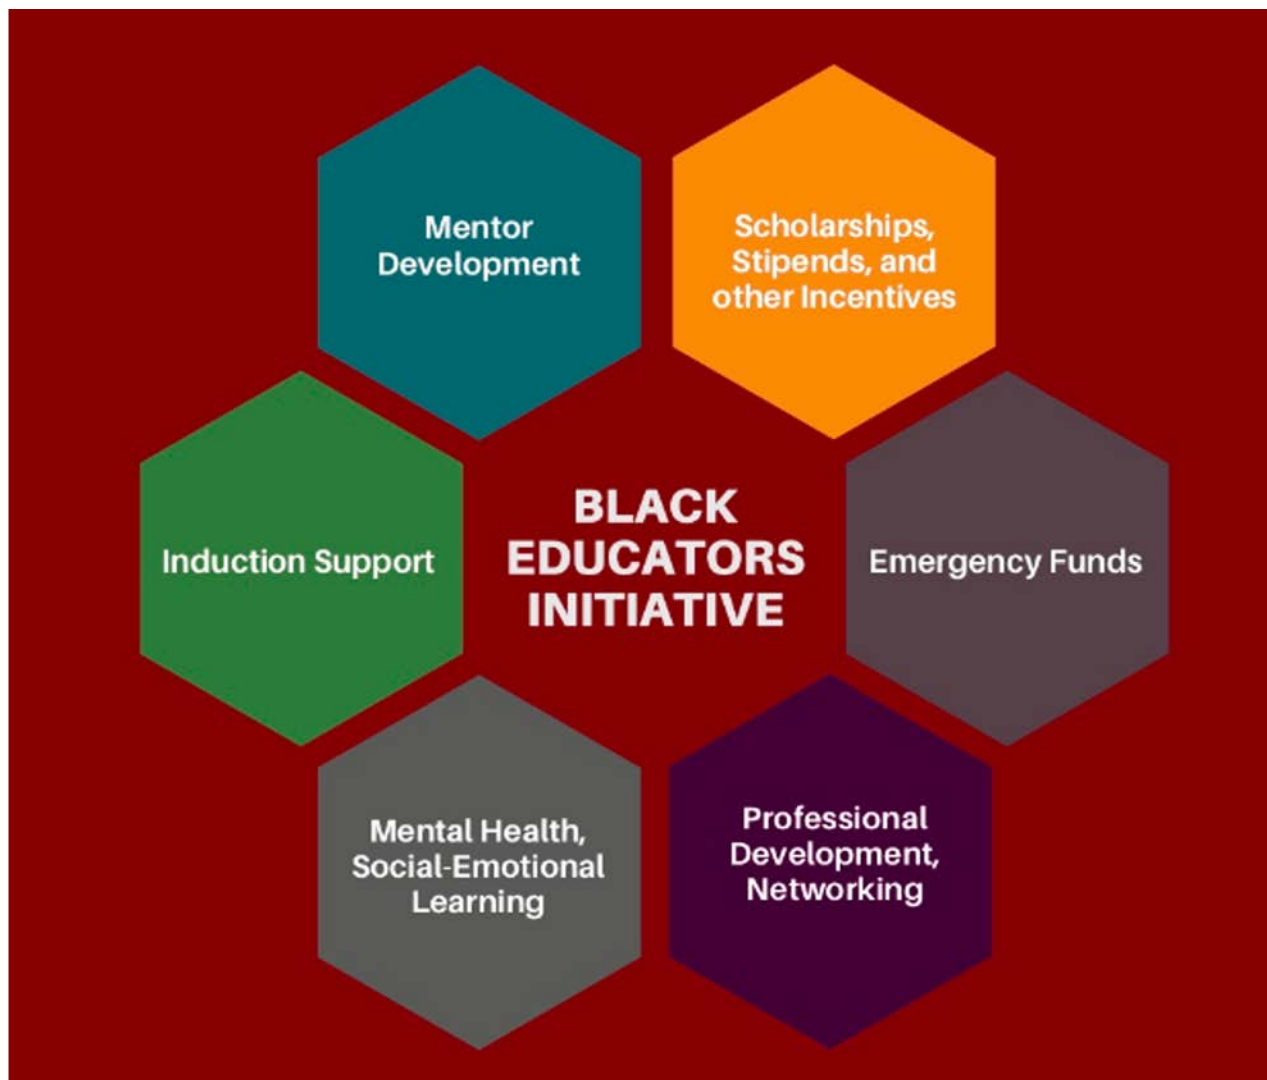 Mentor
Development
Scholarships,
Stipends, and
other Incentives
Induction Support
BLACK
EDUCATORS
INITIATIVE
Emergency Funds
Mental Health,
Social-Emotional
Learning
Professional
Development,
Networking